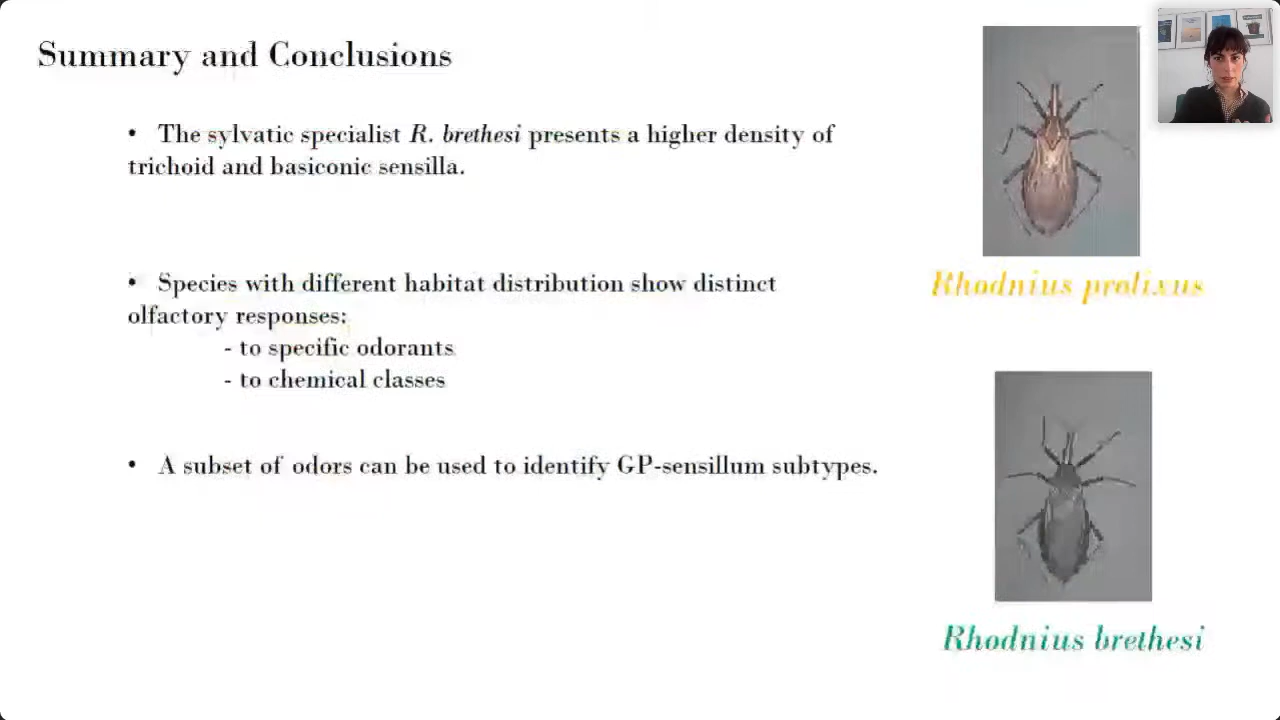 Summary and Conclusions
• The sylvatic specialist R. brethesi presents a higher density of
trichoid and basiconic sensilla.
• Species with different habitat distribution show distinct
olfactory responses:
- to specific odorants
- to chemical classes
• A subset of odors can be used to identify GP-sensillum subtypes.
Rhodnius prolixus
Rhodnius brethesi